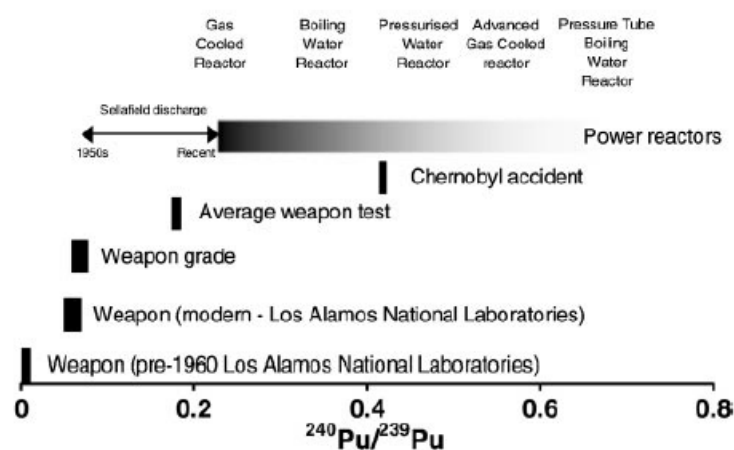 Gas
Cooled
Reactor
Boiling
Water
Reactor
Pressurised
Water
Reactor
Advanced
Gas Cooled
reactor
Pressure Tube
Boiling
Water
Reactor
Sellafield discharge
1950s
Recent
Power reactors
Chernobyl accident
Average weapon test
Weapon grade
Weapon (modern - Los Alamos National Laboratories)
Weapon (pre-1960 Los Alamos National Laboratories)
0 0.2 0.4 0.6 0.8
²⁴⁰Pu/²³⁹Pu